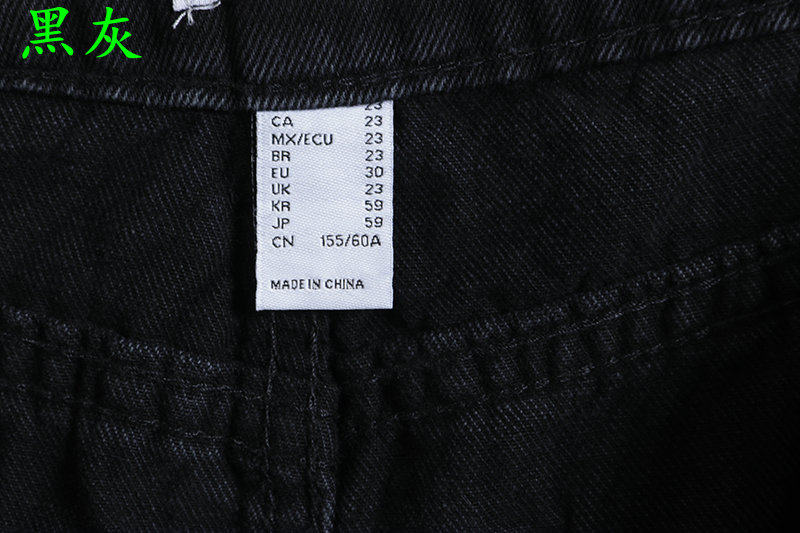 黑灰
23
CA 23
MX/ECU 23
BR 23
EU 30
UK 23
KR 59
JP 59
CN 155/60A
MADE IN CHINA